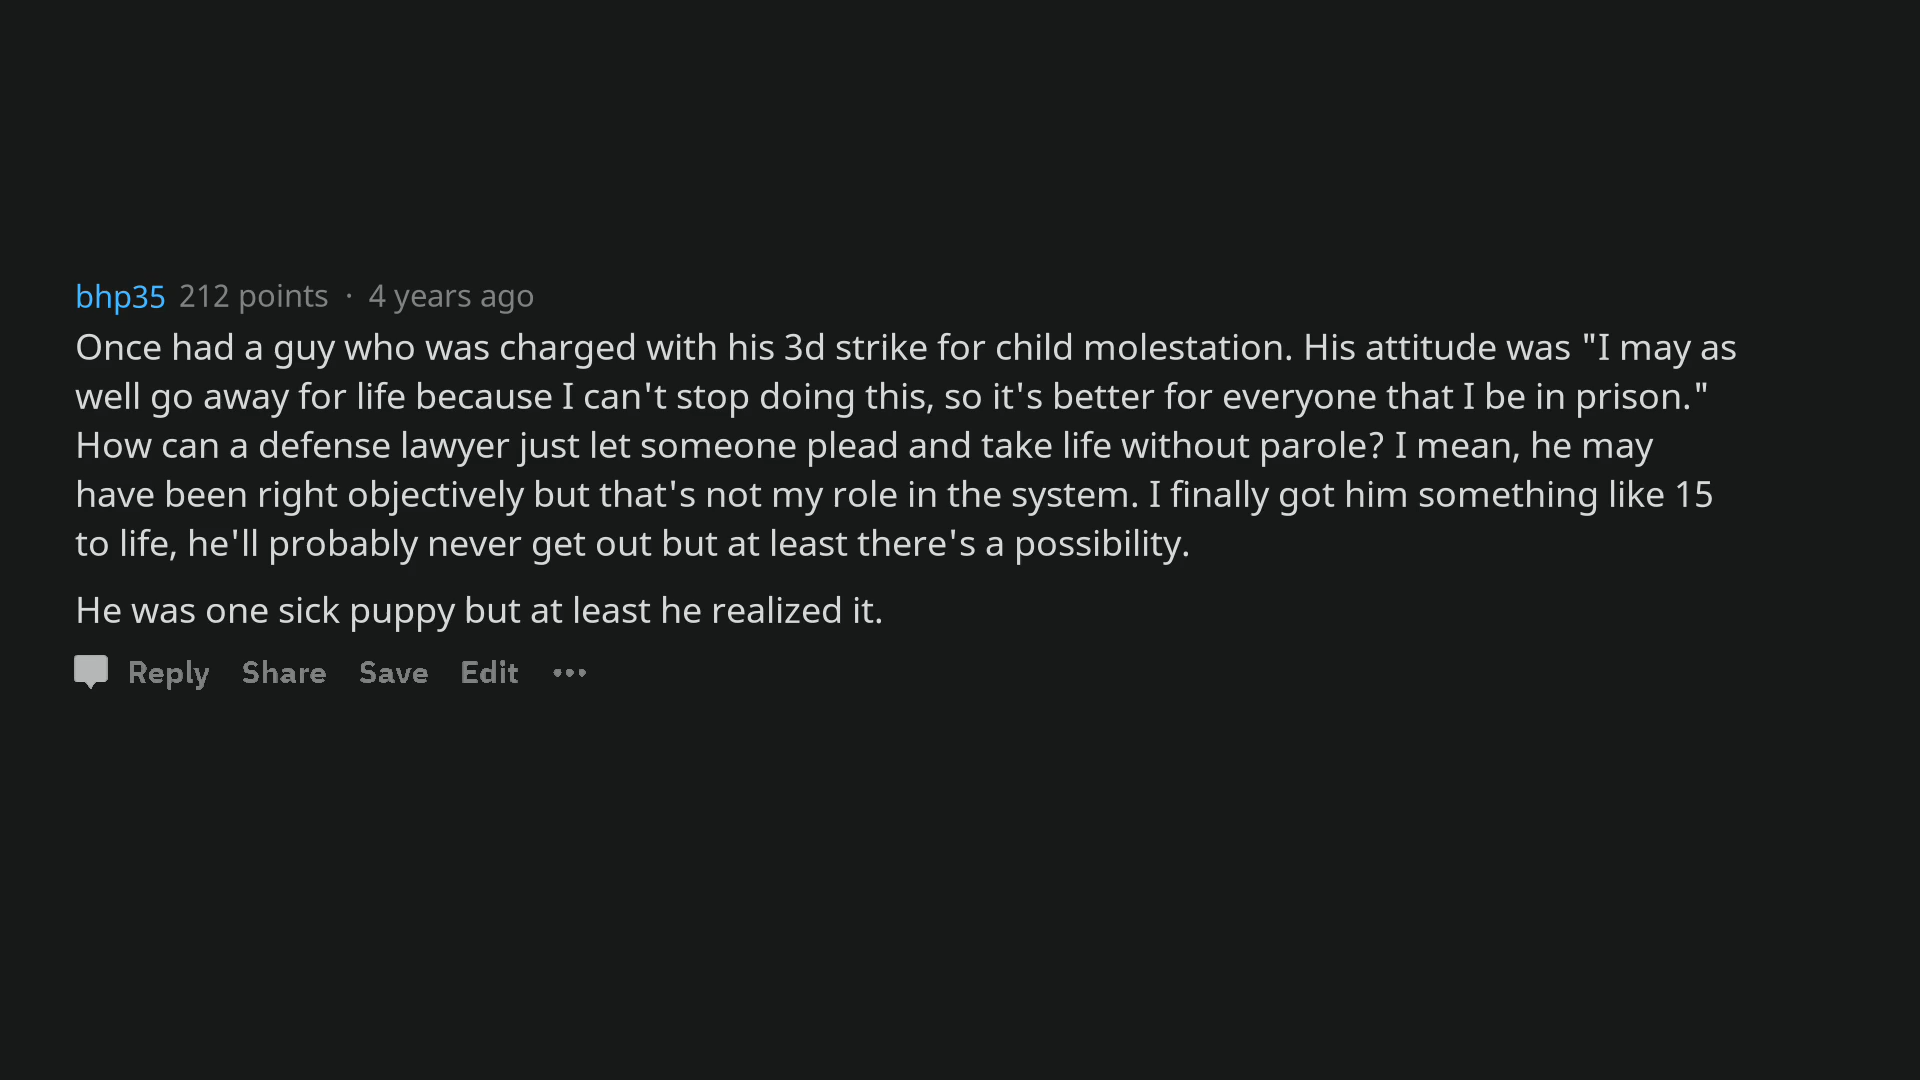 bhp35 212 points · 4 years ago
Once had a guy who was charged with his 3d strike for child molestation. His attitude was "I may as
well go away for life because I can't stop doing this, so it's better for everyone that I be in prison."
How can a defense lawyer just let someone plead and take life without parole? I mean, he may
have been right objectively but that's not my role in the system. I finally got him something like 15
to life, he'll probably never get out but at least there's a possibility.
He was one sick puppy but at least he realized it.
Reply Share Save Edit •••